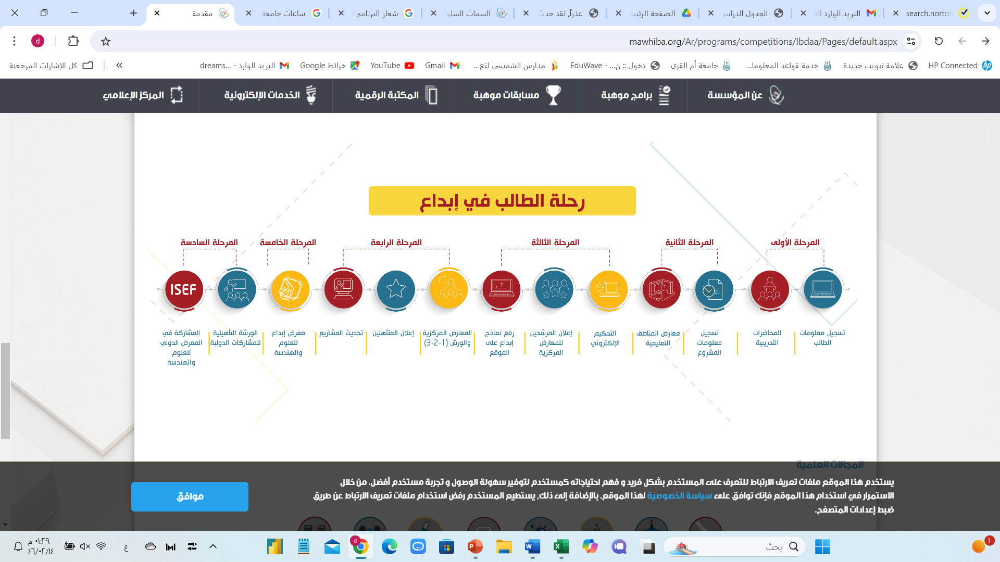 مقدمة
ساعات جامعة
شعار البرنامج
السمات السلو
عذراً, لقد حدث
الصفحة الرئيس
الجدول الدراسي
البريد الوارد
search.norton
mawhiba.org/Ar/programs/competitions/Ibdaa/Pages/default.aspx
d
HP Connected
علامة تبويب جديدة
خدمة قواعد المعلوما...
جامعة أم القرى
دخول :: ن... - EduWave
مدارس الشميسي لتع...
Gmail
YouTube
خرائط Google
البريد الوارد - ...dreams
»
كل الإشارات المرجعية
عن المؤسسة
برامج موهبة
مسابقات موهبة
المكتبة الرقمية
الخدمات الإلكترونية
المركز الإعلامي
رحلة الطالب في إبداع
المرحلة الأولى
المرحلة الثانية
المرحلة الثالثة
المرحلة الرابعة
المرحلة الخامسة
المرحلة السادسة
ISEF
تسجيل معلومات
الطالب
المحاضرات
التدريبية
تسجيل
معلومات
المشروع
معارض المناطق
التعليمية
التحكيم
الإلكتروني
إعلان المرشحين
للمعارض
المركزية
رفع نماذج
إبداع على
الموقع
المعارض المركزية
والورش (1-2-3)
إعلان المتأهلين
تحديث المشاريع
معرض إبداع
للعلوم
والهندسة
الورشة التأهيلية
للمشاركات الدولية
المشاركة في
المعرض الدولي
للعلوم
والهندسة
المجالات العلمية
يستخدم هذا الموقع ملفات تعريف الارتباط للتعرف على المستخدم بشكل فريد و فهم احتياجاته كمستخدم لتوفير سهولة الوصول و تجربة مستخدم أفضل. من خلال
الاستمرار في استخدام هذا الموقع فإنك توافق على سياسة الخصوصية لهذا الموقع. بالإضافة إلى ذلك, يستطيع المستخدم رفض استخدام ملفات تعريف الارتباط عن طريق
ضبط إعدادات المتصفح.
موافق
بحث
ع
٠١:٢٩ م
٤٦/٠٢/١٤
١